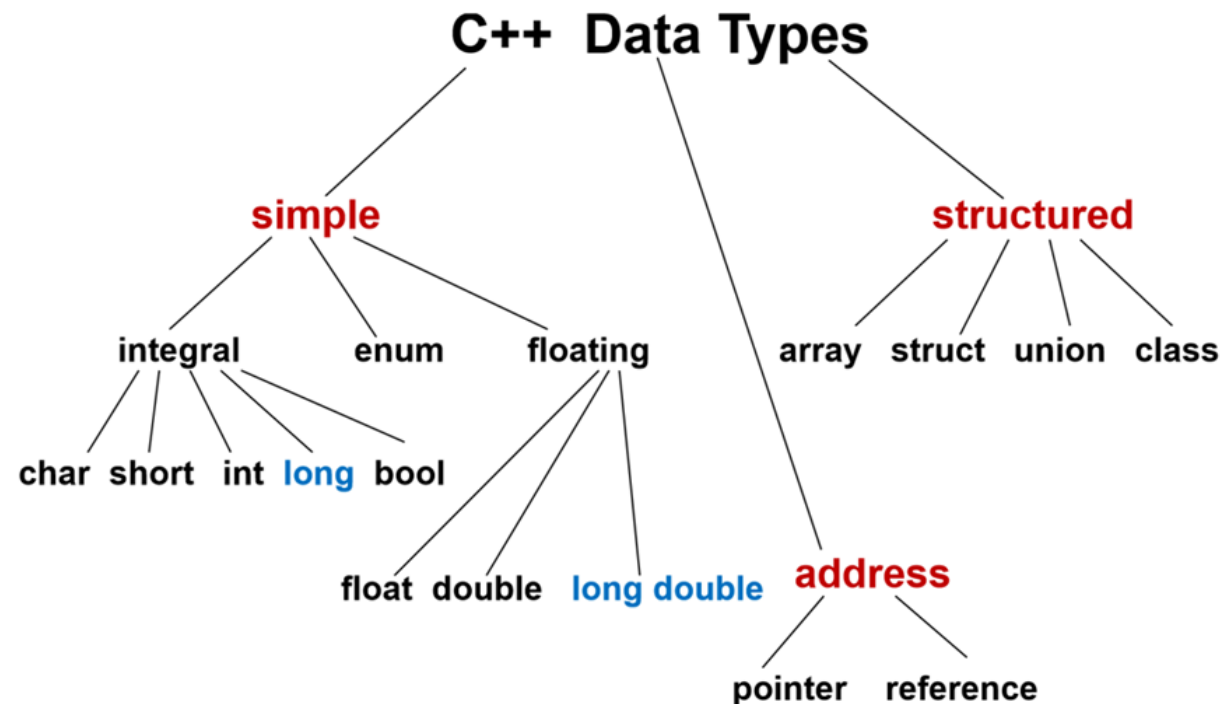 C++ Data Types
simple
structured
integral enum floating
array struct union class
char short int long bool
float double long double
address
pointer reference